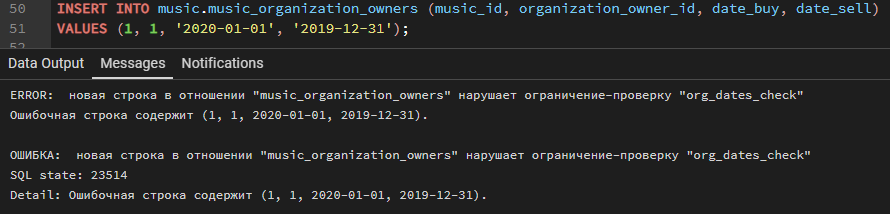 50 INSERT INTO music.music_organization_owners (music_id, organization_owner_id, date_buy, date_sell)
51 VALUES (1, 1, '2020-01-01', '2019-12-31');
52
Data Output Messages Notifications
ERROR:  новая строка в отношении "music_organization_owners" нарушает ограничение-проверку "org_dates_check"
Ошибочная строка содержит (1, 1, 2020-01-01, 2019-12-31).
ОШИБКА:  новая строка в отношении "music_organization_owners" нарушает ограничение-проверку "org_dates_check"
SQL state: 23514
Detail: Ошибочная строка содержит (1, 1, 2020-01-01, 2019-12-31).